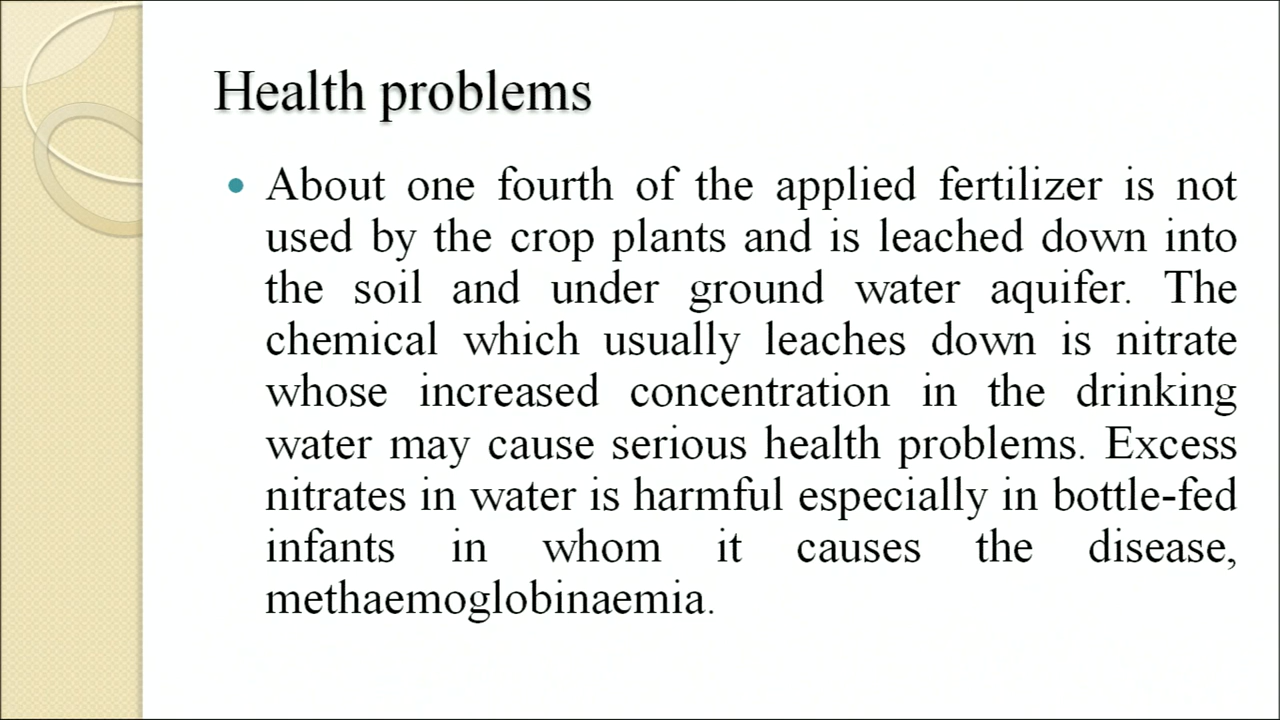 Health problems
• About one fourth of the applied fertilizer is not
used by the crop plants and is leached down into
the soil and under ground water aquifer. The
chemical which usually leaches down is nitrate
whose increased concentration in the drinking
water may cause serious health problems. Excess
nitrates in water is harmful especially in bottle-fed
infants in whom it causes the disease,
methaemoglobinaemia.